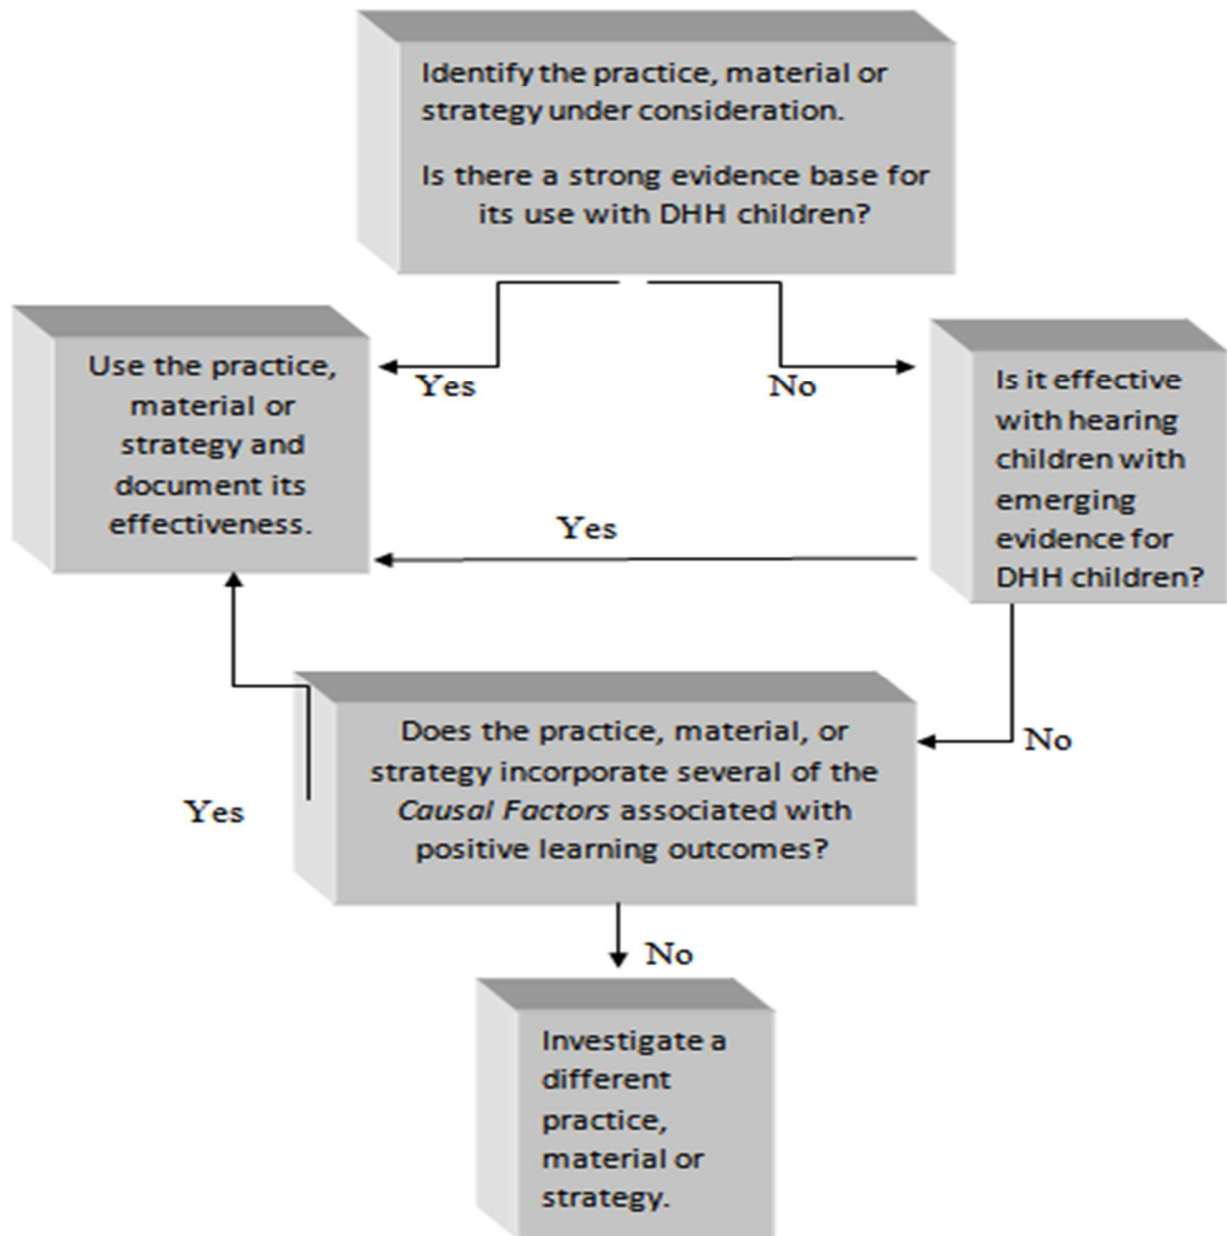 Identify the practice, material or
strategy under consideration.
Is there a strong evidence base for
its use with DHH children?
Use the practice,
material or
strategy and
document its
effectiveness.
Yes
No
Is it effective
with hearing
children with
emerging
evidence for
DHH children?
Yes
Does the practice, material, or
strategy incorporate several of the
Causal Factors associated with
positive learning outcomes?
No
Yes
No
Investigate a
different
practice,
material or
strategy.